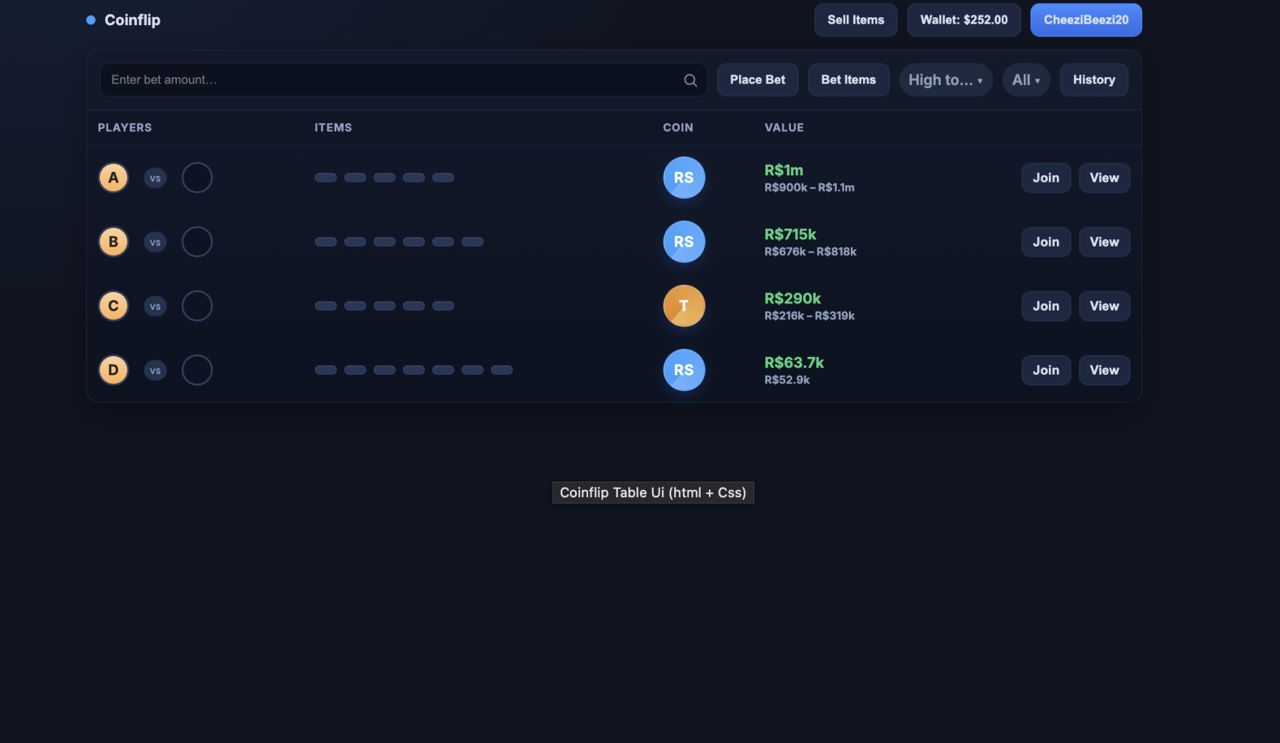 Coinflip
Sell Items
Wallet: $252.00
CheeziBeezi20
Enter bet amount...
Place Bet
Bet Items
High to... ▾
All ▾
History
PLAYERS ITEMS COIN VALUE
A vs RS R$1m Join View
R$900k – R$1.1m
B vs RS R$715k Join View
R$676k – R$818k
C vs T R$290k Join View
R$216k – R$319k
D vs RS R$63.7k Join View
R$52.9k
Coinflip Table Ui (html + Css)